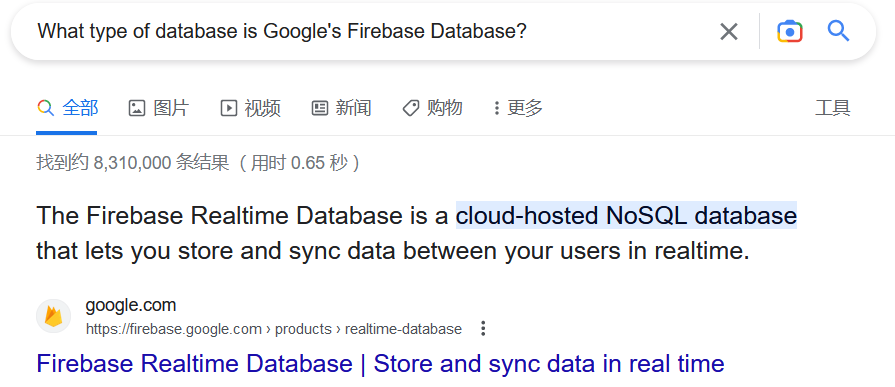 What type of database is Google's Firebase Database?
全部 图片 视频 新闻 购物 更多 工具
找到约 8,310,000 条结果 （用时 0.65 秒）
The Firebase Realtime Database is a cloud-hosted NoSQL database
that lets you store and sync data between your users in realtime.
google.com
https://firebase.google.com › products › realtime-database
Firebase Realtime Database | Store and sync data in real time